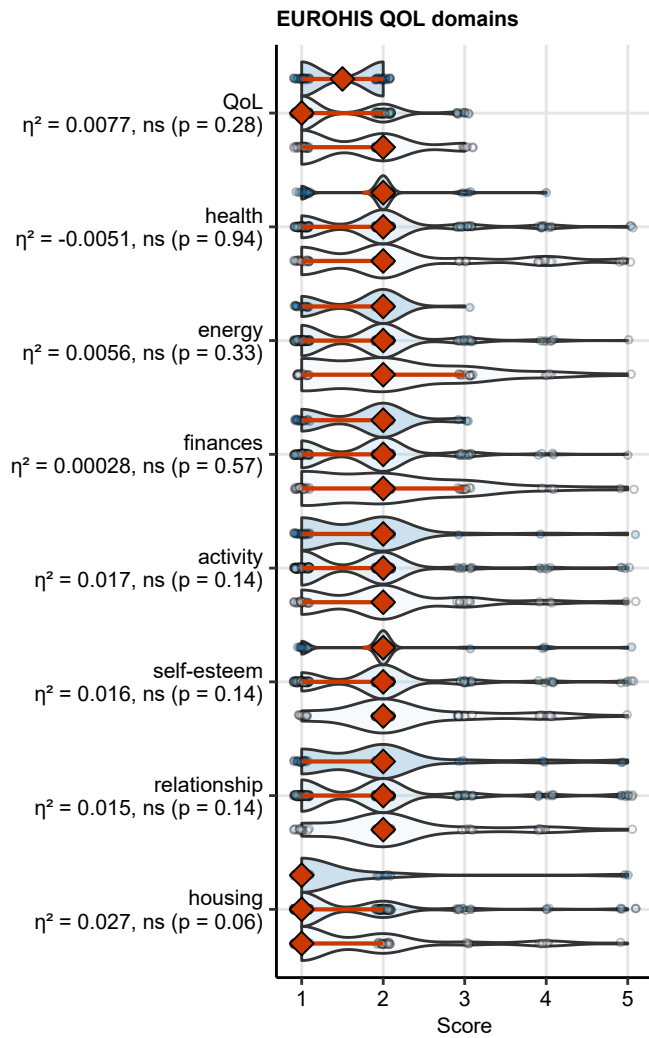 EUROHIS QOL domains
QoL
η² = 0.0077, ns (p = 0.28)
health
η² = -0.0051, ns (p = 0.94)
energy
η² = 0.0056, ns (p = 0.33)
finances
η² = 0.00028, ns (p = 0.57)
activity
η² = 0.017, ns (p = 0.14)
self-esteem
η² = 0.016, ns (p = 0.14)
relationship
η² = 0.015, ns (p = 0.14)
housing
η² = 0.027, ns (p = 0.06)
1 2 3 4 5
Score